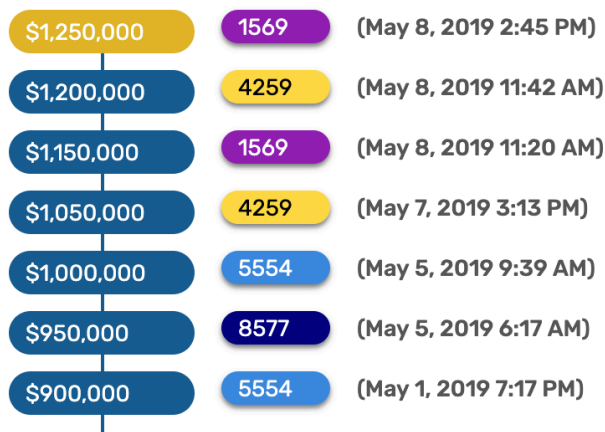 $1,250,000 1569 (May 8, 2019 2:45 PM)
$1,200,000 4259 (May 8, 2019 11:42 AM)
$1,150,000 1569 (May 8, 2019 11:20 AM)
$1,050,000 4259 (May 7, 2019 3:13 PM)
$1,000,000 5554 (May 5, 2019 9:39 AM)
$950,000 8577 (May 5, 2019 6:17 AM)
$900,000 5554 (May 1, 2019 7:17 PM)